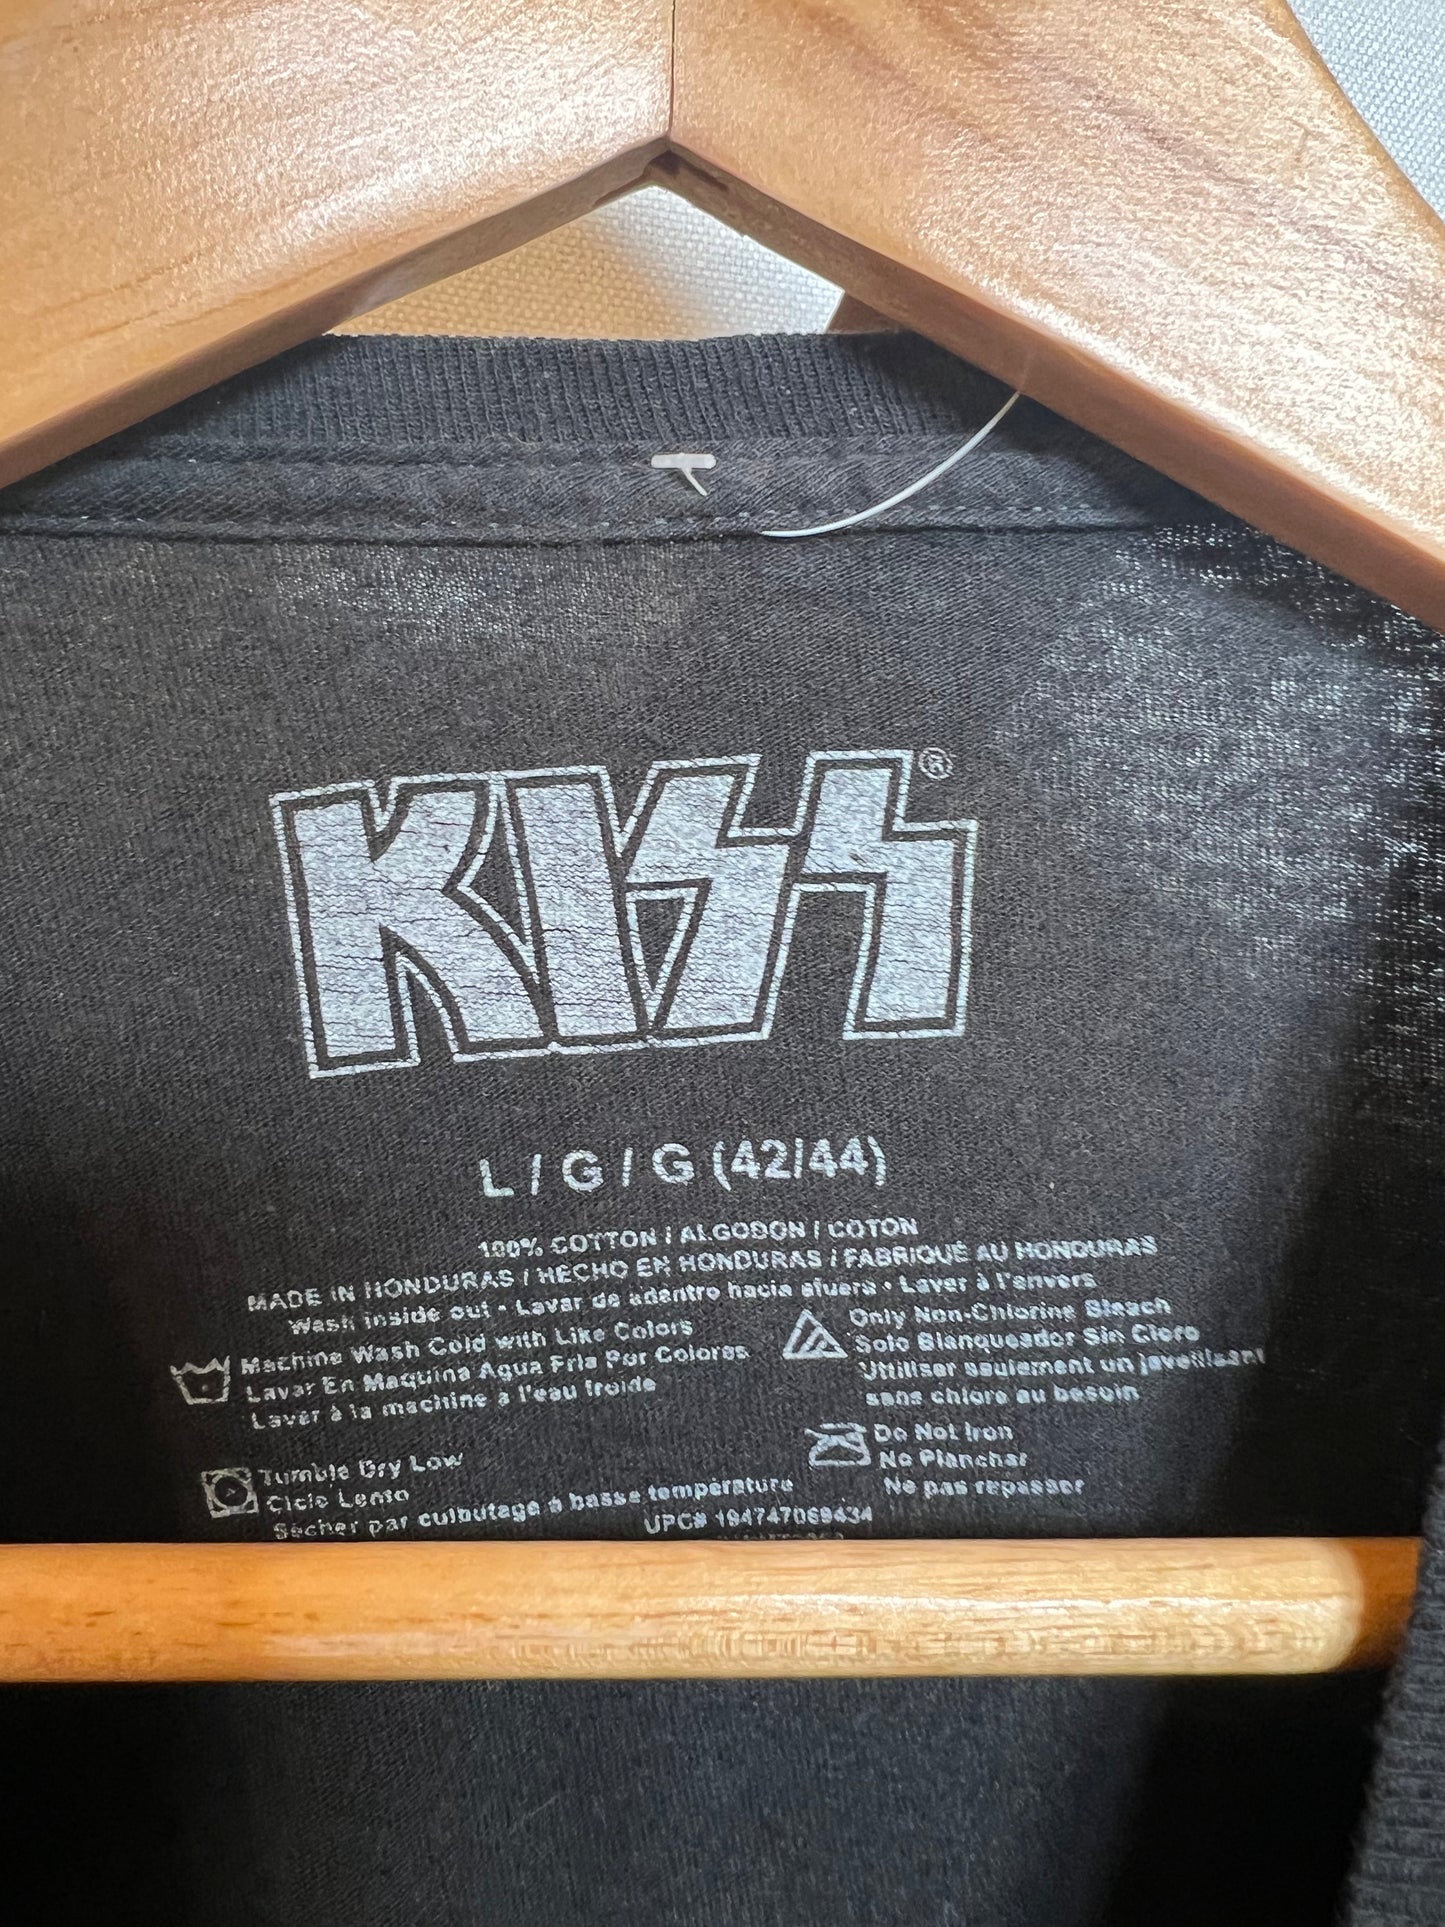 KISS®
L / G / G (42/44)
100% COTTON / ALGODON / COTON
MADE IN HONDURAS / HECHO EN HONDURAS / FABRIQUÉ AU HONDURAS
Wash inside out • Lavar de adentro hacia afuera • Laver à l'envers
Machine Wash Cold with Like Colors
Lavar En Maquina Agua Fria Por Colores
Laver à la machine à l'eau froide
Only Non-Chlorine Bleach
Solo Blanqueador Sin Cloro
Utiliser seulement un javellisant
sans chlore au besoin
Tumble Dry Low
Ciclo Lento
Sécher par culbutage à basse température
Do Not Iron
No Planchar
Ne pas repasser
UPC# 194747069434